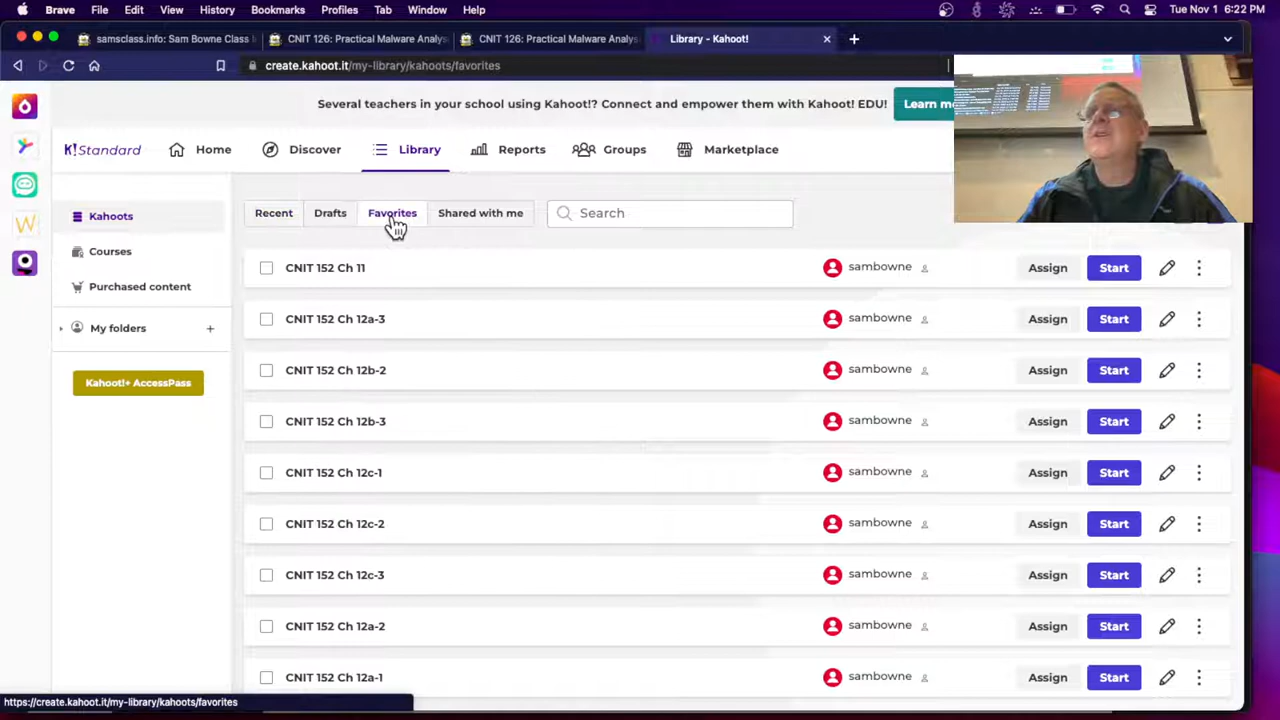 Brave File Edit View History Bookmarks Profiles Tab Window Help Tue Nov 1 6:22 PM
samsclass.info: Sam Bowne Class I CNIT 126: Practical Malware Analys CNIT 126: Practical Malware Analys Library - Kahoot!
create.kahoot.it/my-library/kahoots/favorites
Several teachers in your school using Kahoot!? Connect and empower them with Kahoot! EDU! Learn mo
K!Standard Home Discover Library Reports Groups Marketplace
Kahoots
Courses
Purchased content
My folders
Kahoot!+ AccessPass
Recent Drafts Favorites Shared with me Search
CNIT 152 Ch 11 sambowne Assign Start
CNIT 152 Ch 12a-3 sambowne Assign Start
CNIT 152 Ch 12b-2 sambowne Assign Start
CNIT 152 Ch 12b-3 sambowne Assign Start
CNIT 152 Ch 12c-1 sambowne Assign Start
CNIT 152 Ch 12c-2 sambowne Assign Start
CNIT 152 Ch 12c-3 sambowne Assign Start
CNIT 152 Ch 12a-2 sambowne Assign Start
CNIT 152 Ch 12a-1 sambowne Assign Start
https://create.kahoot.it/my-library/kahoots/favorites